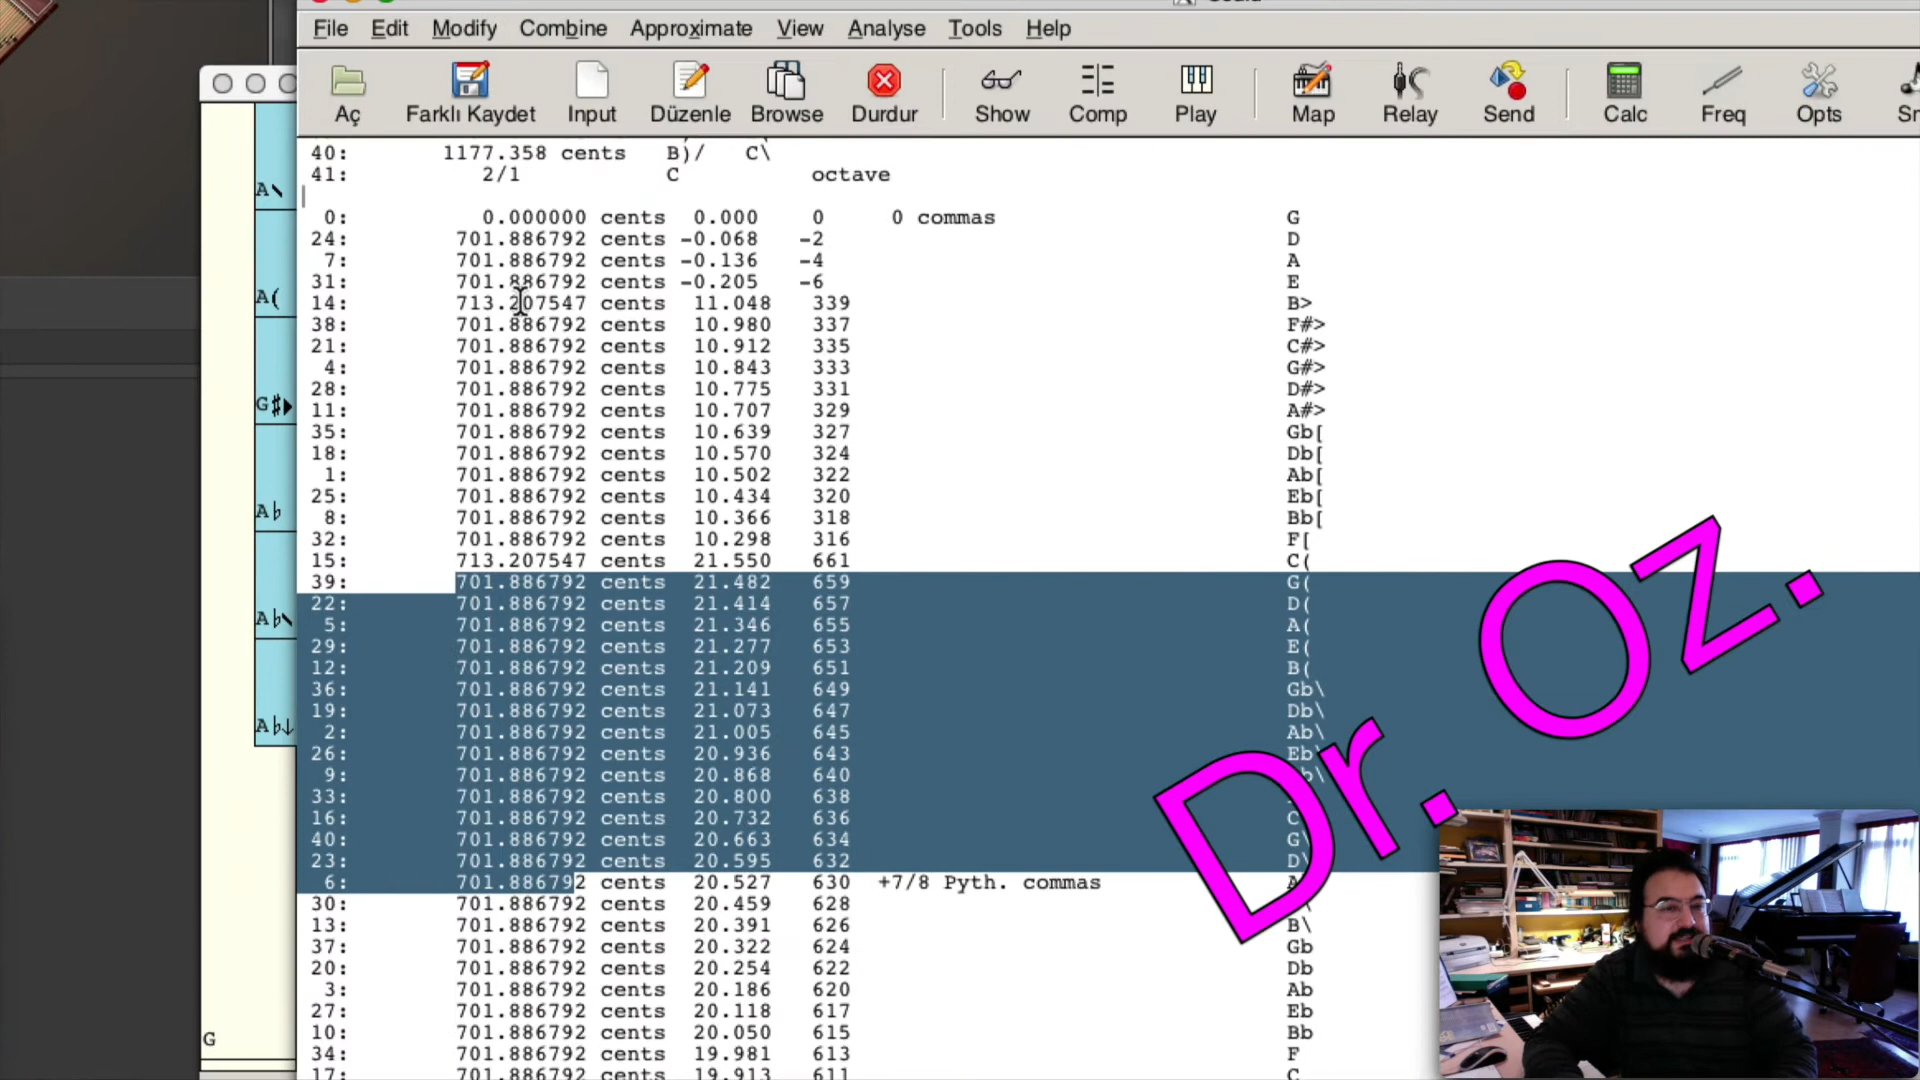 File Edit Modify Combine Approximate View Analyse Tools Help
Aç Farklı Kaydet Input Düzenle Browse Durdur Show Comp Play Map Relay Send Calc Freq Opts
40: 1177.358 cents B)/ C\
41: 2/1 C octave
0: 0.000000 cents 0.000 0 0 commas G
24: 701.886792 cents -0.068 -2 D
7: 701.886792 cents -0.136 -4 A
31: 701.886792 cents -0.205 -6 E
14: 713.207547 cents 11.048 339 B>
38: 701.886792 cents 10.980 337 F#>
21: 701.886792 cents 10.912 335 C#>
4: 701.886792 cents 10.843 333 G#>
28: 701.886792 cents 10.775 331 D#>
11: 701.886792 cents 10.707 329 A#>
35: 701.886792 cents 10.639 327 Gb[
18: 701.886792 cents 10.570 324 Db[
1: 701.886792 cents 10.502 322 Ab[
25: 701.886792 cents 10.434 320 Eb[
8: 701.886792 cents 10.366 318 Bb[
32: 701.886792 cents 10.298 316 F[
15: 713.207547 cents 21.550 661 C(
39: 701.886792 cents 21.482 659 G(
22: 701.886792 cents 21.414 657 D(
5: 701.886792 cents 21.346 655 A(
29: 701.886792 cents 21.277 653 E(
12: 701.886792 cents 21.209 651 B(
36: 701.886792 cents 21.141 649 Gb\
19: 701.886792 cents 21.073 647 Db\
2: 701.886792 cents 21.005 645 Ab\
26: 701.886792 cents 20.936 643 Eb\
9: 701.886792 cents 20.868 640
33: 701.886792 cents 20.800 638
16: 701.886792 cents 20.732 636 C
40: 701.886792 cents 20.663 634 G\
23: 701.886792 cents 20.595 632 D\
6: 701.886792 cents 20.527 630 +7/8 Pyth. commas A
30: 701.886792 cents 20.459 628
13: 701.886792 cents 20.391 626 B\
37: 701.886792 cents 20.322 624 Gb
20: 701.886792 cents 20.254 622 Db
3: 701.886792 cents 20.186 620 Ab
27: 701.886792 cents 20.118 617 Eb
10: 701.886792 cents 20.050 615 Bb
34: 701.886792 cents 19.981 613 F
17: 701.886792 cents 19.913 611 C
A\
A(
G♯
A♭
A♭\
A♭↓
G
Dr. Oz.